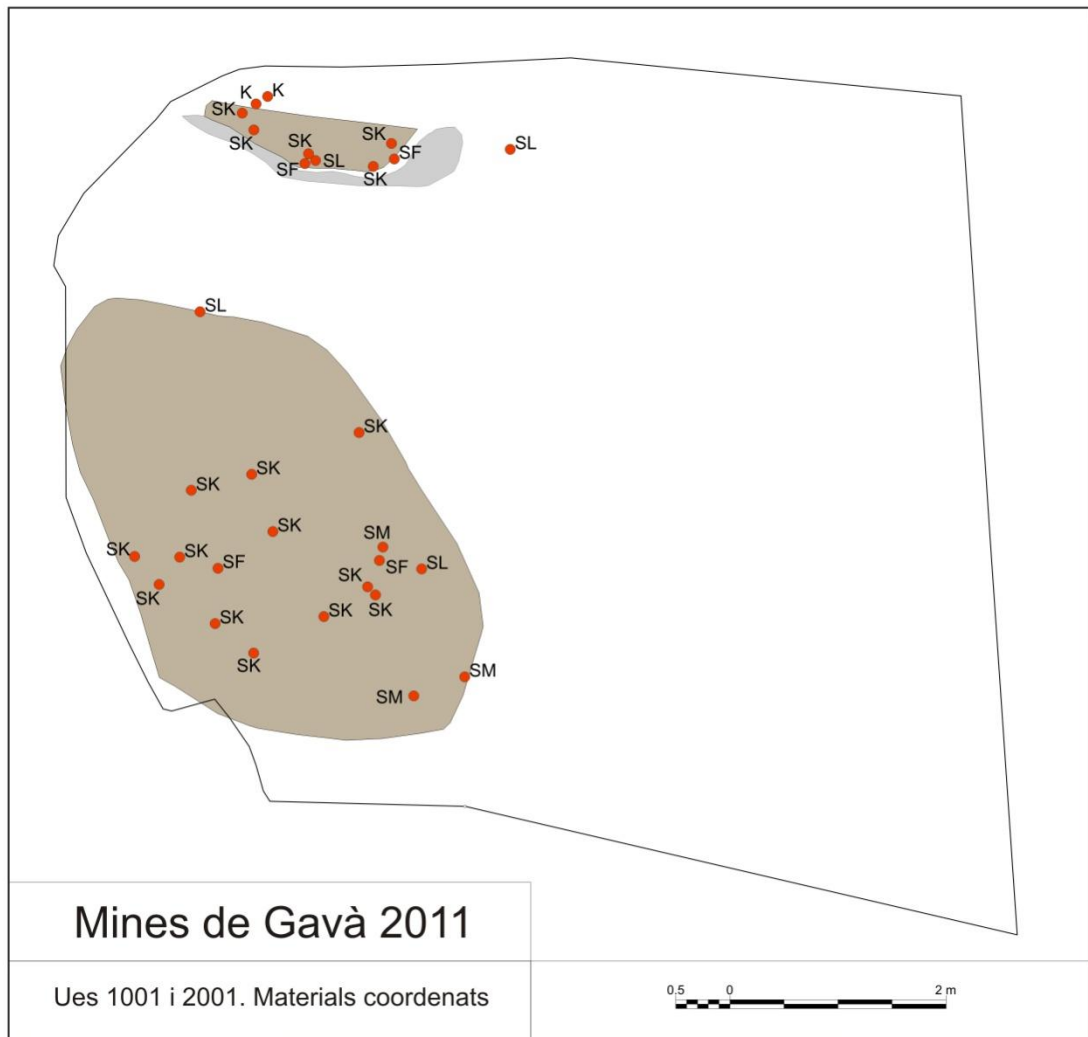 K K
SK
SK
SK SK
SF SL SF
SK
SL
SL
SK
SK
SK
SK
SM
SK SK SF SF SL
SK SK
SK
SK SK
SK
SM
SM
Mines de Gavà 2011
Ues 1001 i 2001. Materials coordenats
0.5 0 2 m